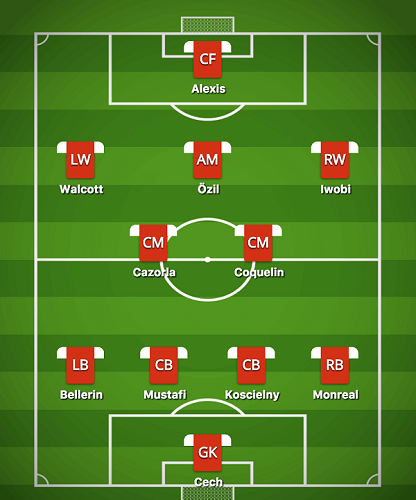 CF
Alexis
LW AM RW
Walcott Özil Iwobi
CM CM
Cazorla Coquelin
LB CB CB RB
Bellerin Mustafi Koscielny Monreal
GK
Cech